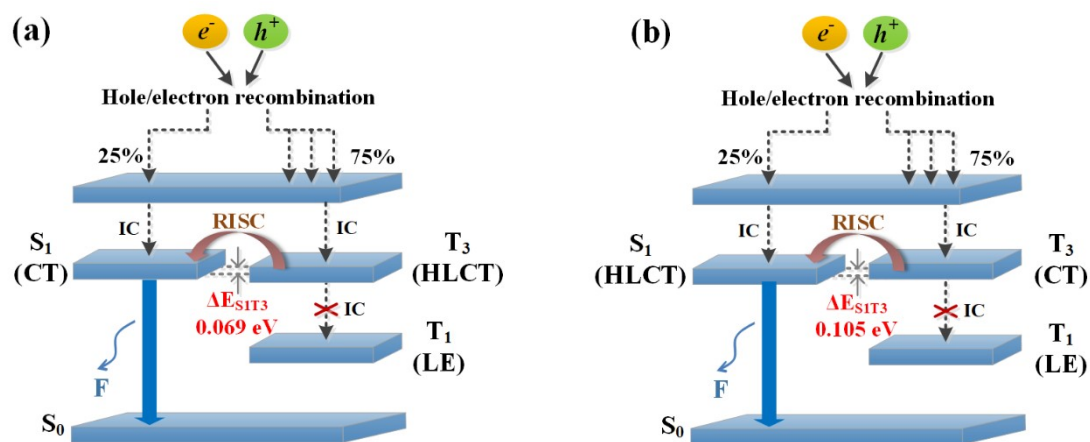 (a)
e⁻ h⁺
Hole/electron recombination
25% 75%
IC RISC IC
S₁
(CT)
T₃
(HLCT)
ΔE_S1T3
0.069 eV
IC
T₁
(LE)
F
S₀
(b)
e⁻ h⁺
Hole/electron recombination
25% 75%
IC RISC IC
S₁
(HLCT)
T₃
(CT)
ΔE_S1T3
0.105 eV
IC
T₁
(LE)
F
S₀